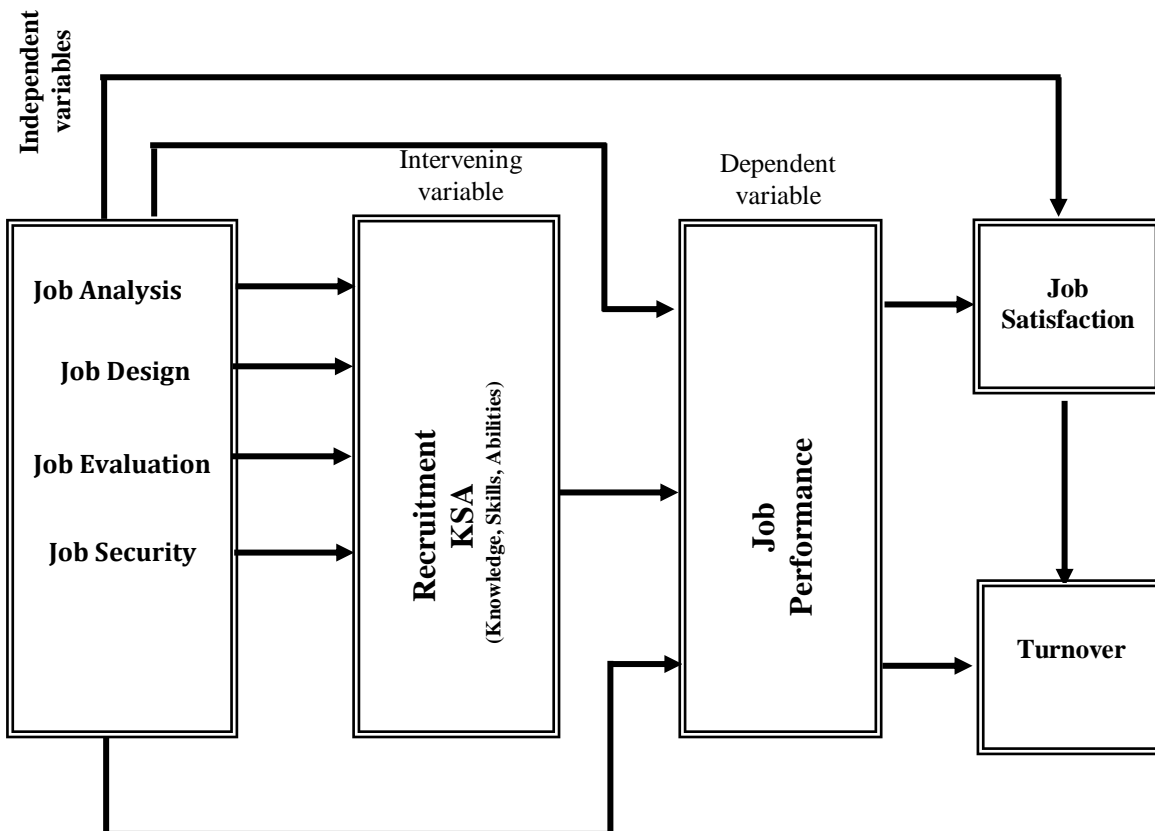 Independent
variables
Intervening
variable
Dependent
variable
Job Analysis
Job Design
Job Evaluation
Job Security
Recruitment
KSA
(Knowledge, Skills, Abilities)
Job
Performance
Job
Satisfaction
Turnover